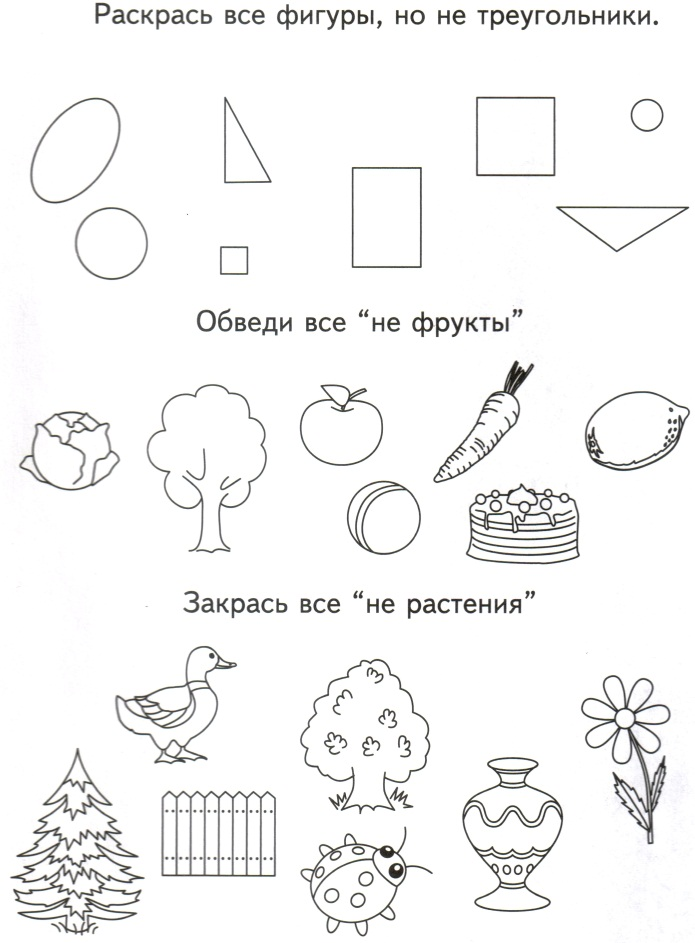 Раскрась все фигуры, но не треугольники.
Обведи все “не фрукты”
Закрась все “не растения”